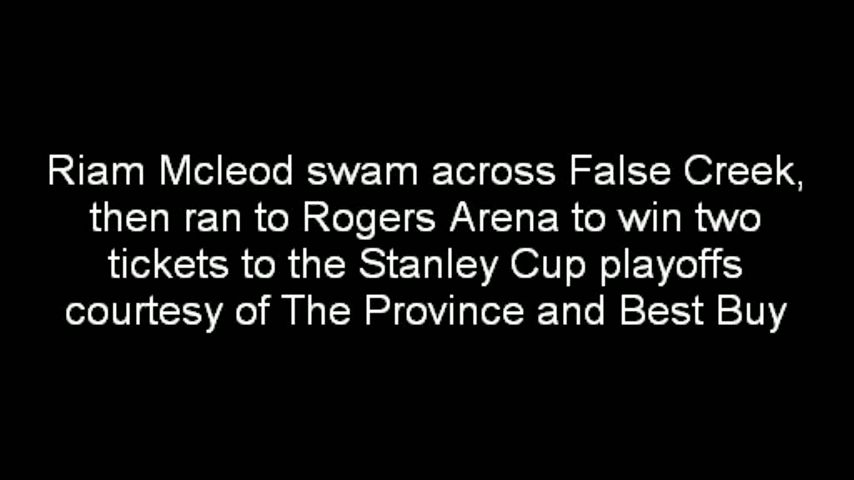 Riam Mcleod swam across False Creek,
then ran to Rogers Arena to win two
tickets to the Stanley Cup playoffs
courtesy of The Province and Best Buy